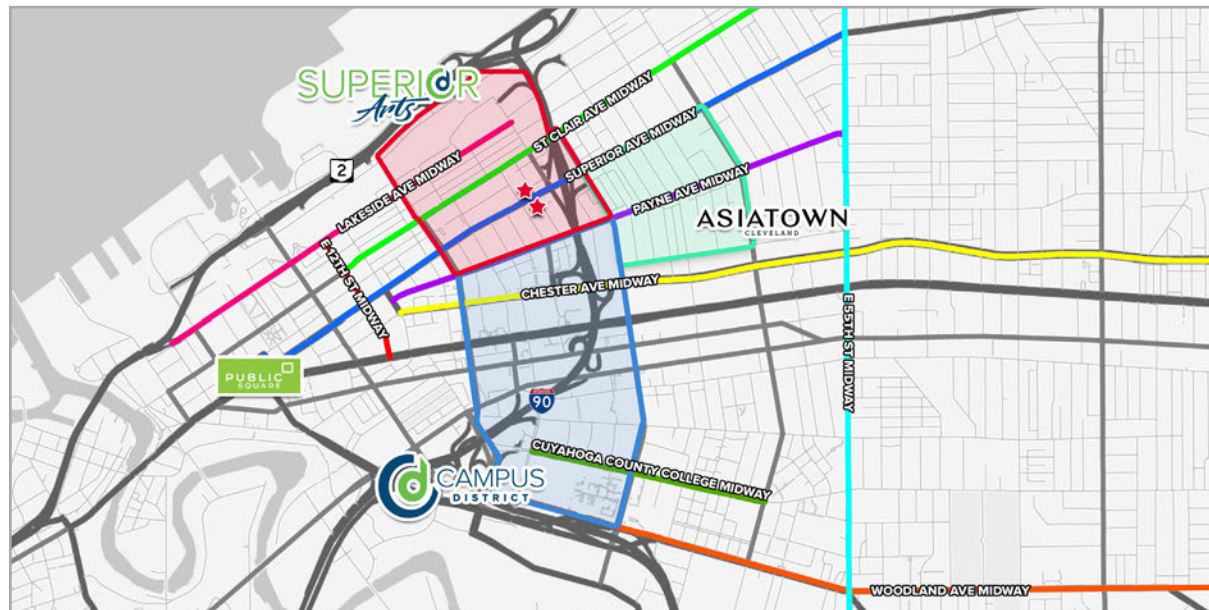 SUPERIOR
Arts
2
ST CLAIR AVE MIDWAY
SUPERIOR AVE MIDWAY
LAKESIDE AVE MIDWAY
PAYNE AVE MIDWAY
ASIATOWN
CLEVELAND
E 12TH ST MIDWAY
CHESTER AVE MIDWAY
E 55TH ST MIDWAY
PUBLIC
SQUARE
90
CUYAHOGA COUNTY COLLEGE MIDWAY
cd CAMPUS
DISTRICT
WOODLAND AVE MIDWAY